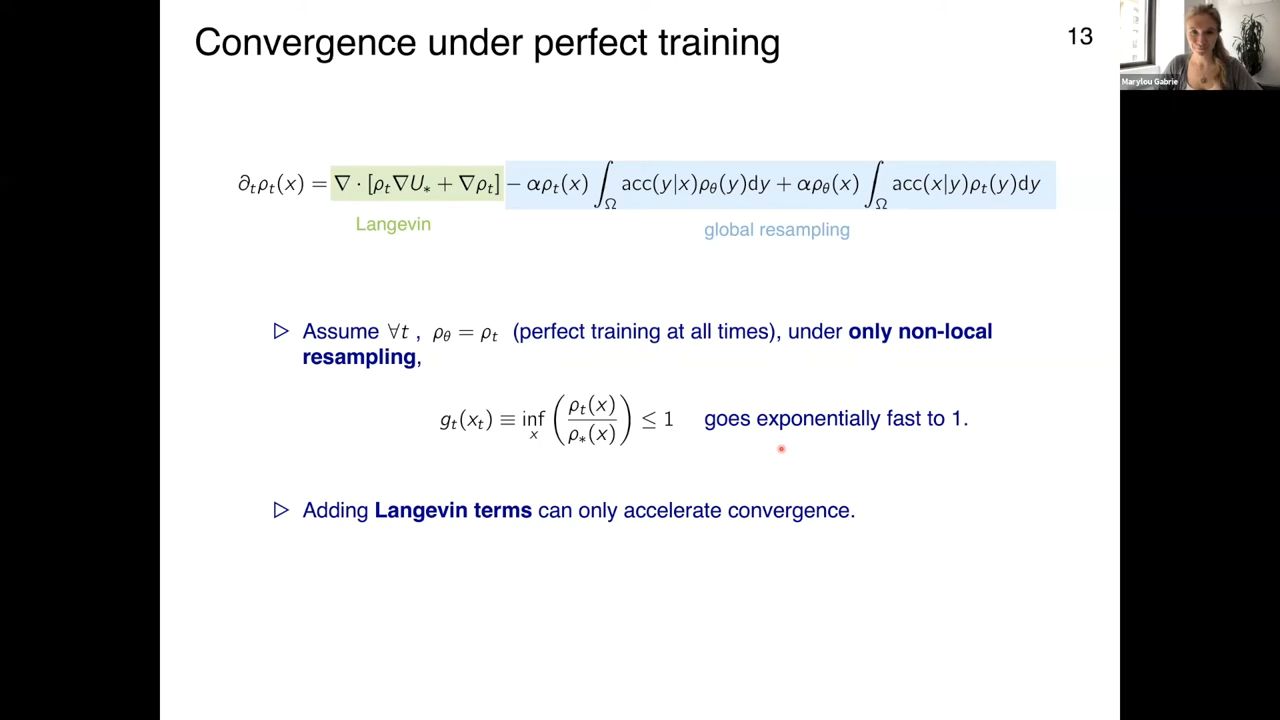 Convergence under perfect training
13
Marylou Gabrie
∂ₜρₜ(x) = ∇ · [ρₜ∇U₎ + ∇ρₜ] − αρₜ(x) ∫_Ω acc(y|x)ρ_θ(y)dy + αρ_θ(x) ∫_Ω acc(x|y)ρₜ(y)dy
Langevin
global resampling
▷ Assume ∀t , ρ_θ = ρₜ (perfect training at all times), under only non-local
resampling,
gₜ(xₜ) ≡ inf_x (ρₜ(x) / ρ_*(x)) ≤ 1 goes exponentially fast to 1.
▷ Adding Langevin terms can only accelerate convergence.